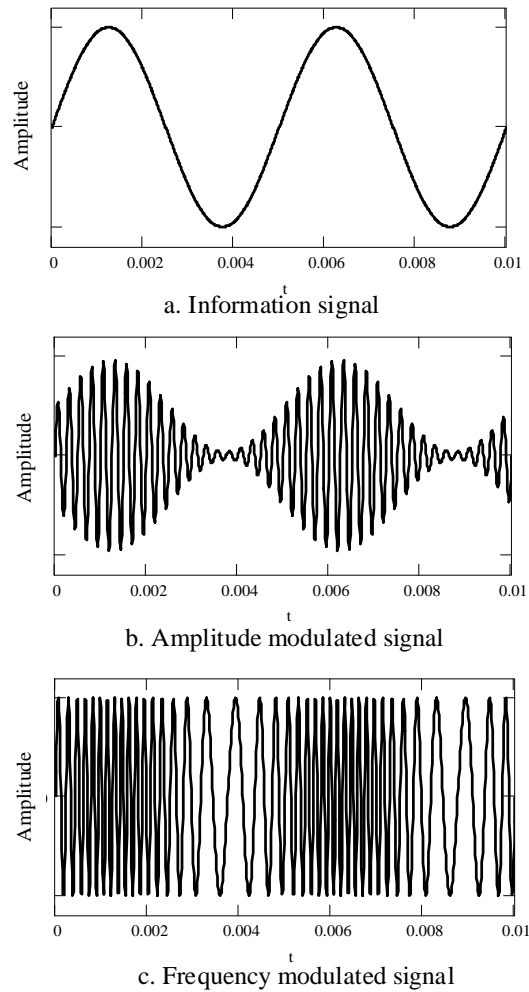 Amplitude
0 0.002 0.004 0.006 0.008 0.01
t
a. Information signal
Amplitude
0 0.002 0.004 0.006 0.008 0.01
t
b. Amplitude modulated signal
Amplitude
0 0.002 0.004 0.006 0.008 0.01
t
c. Frequency modulated signal